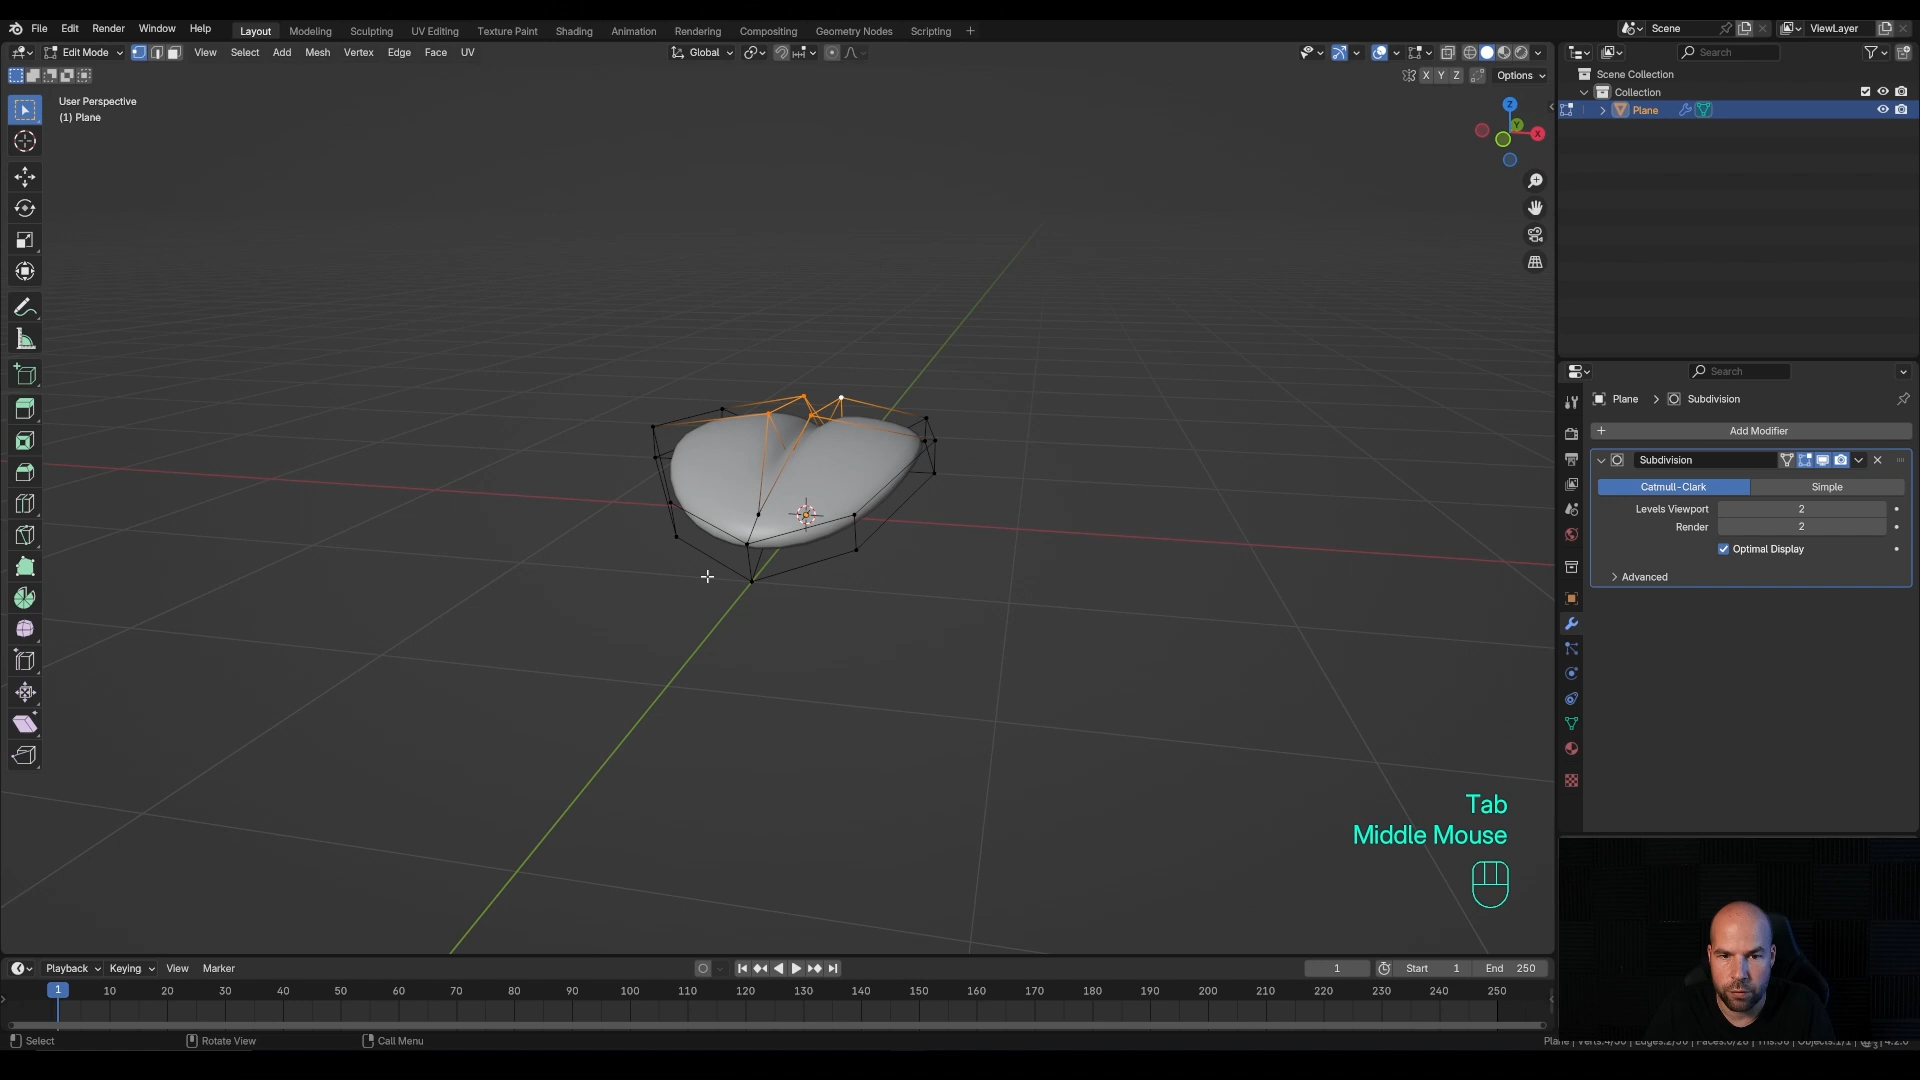 File Edit Render Window Help Layout Modeling Sculpting UV Editing Texture Paint Shading Animation Rendering Compositing Geometry Nodes Scripting + Scene ViewLayer
Edit Mode View Select Add Mesh Vertex Edge Face UV Global Search
X Y Z Options Scene Collection
User Perspective
(1) Plane
Collection
Plane
Z
Y
X
Search
Plane > Subdivision
+ Add Modifier
Subdivision
Catmull-Clark Simple
Levels Viewport 2
Render 2
Optimal Display
Advanced
Tab
Middle Mouse
Playback Keying View Marker 1 Start 1 End 250
1 10 20 30 40 50 60 70 80 90 100 110 120 130 140 150 160 170 180 190 200 210 220 230 240 250
Select Rotate View Call Menu